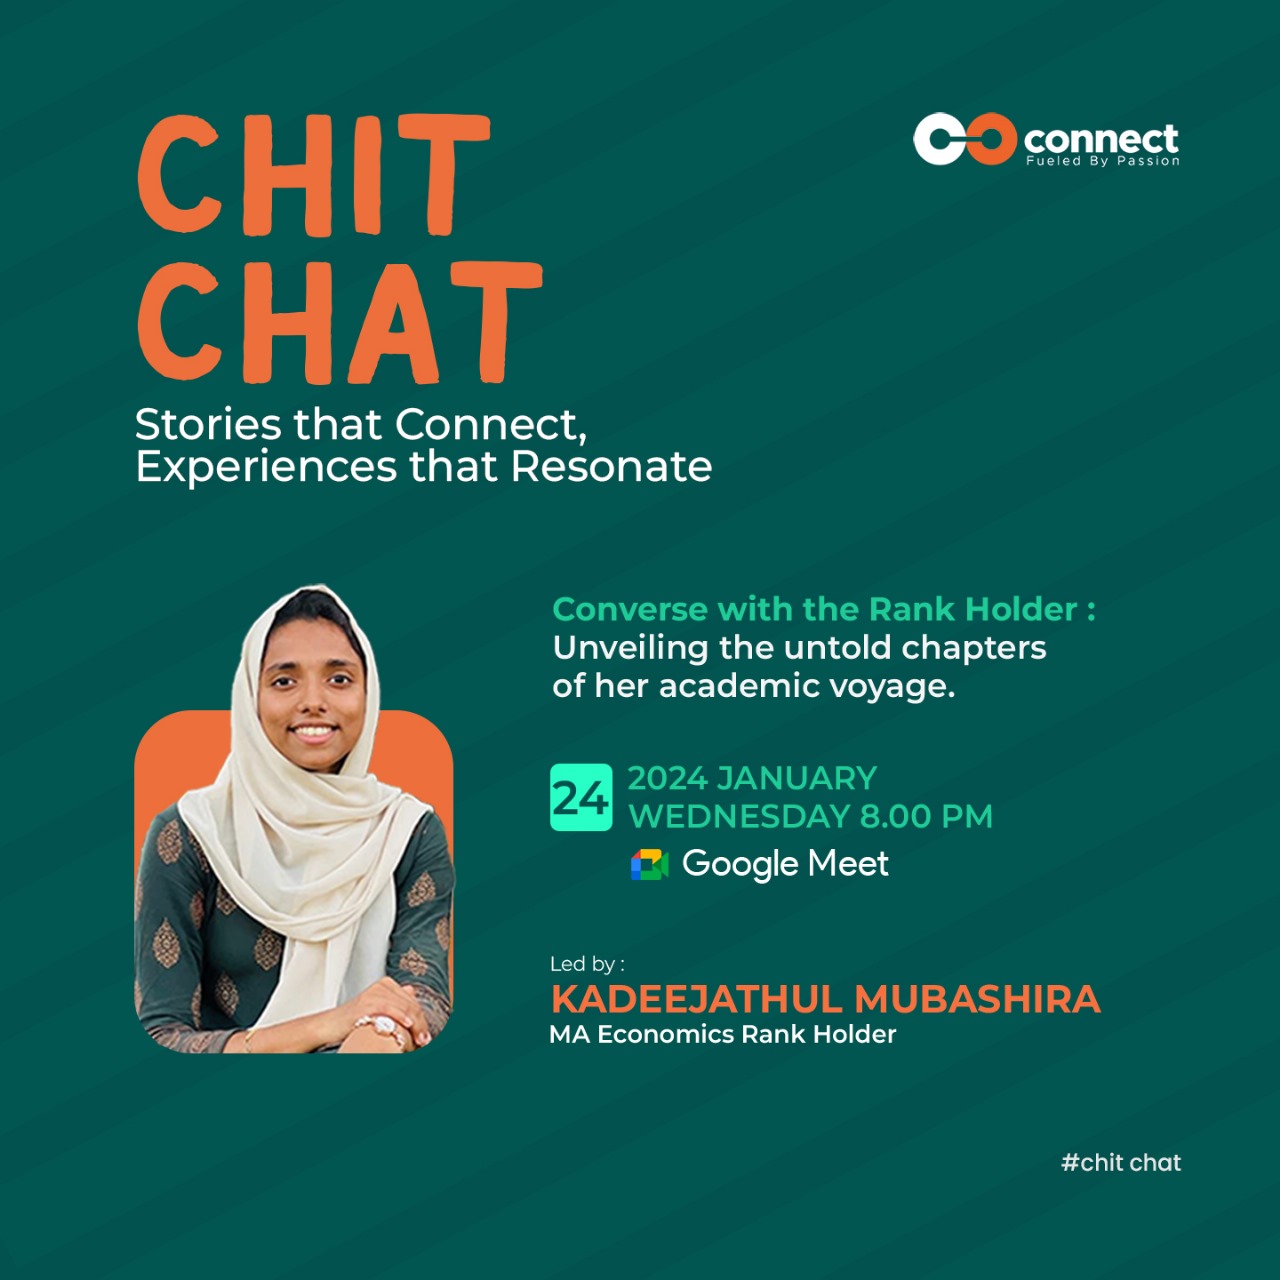 CHIT
CHAT
Stories that Connect,
Experiences that Resonate
connect
Fueled By Passion
Converse with the Rank Holder :
Unveiling the untold chapters
of her academic voyage.
24
2024 JANUARY
WEDNESDAY 8.00 PM
Google Meet
Led by :
KADEEJATHUL MUBASHIRA
MA Economics Rank Holder
#chit chat